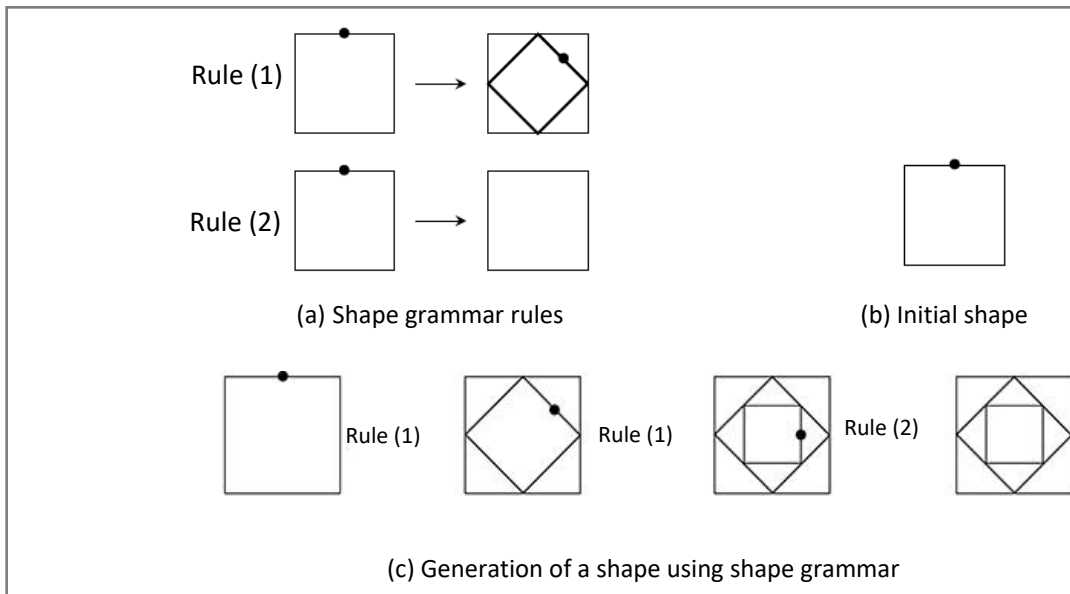 Rule (1)
Rule (2)
(a) Shape grammar rules
(b) Initial shape
Rule (1)
Rule (1)
Rule (2)
(c) Generation of a shape using shape grammar